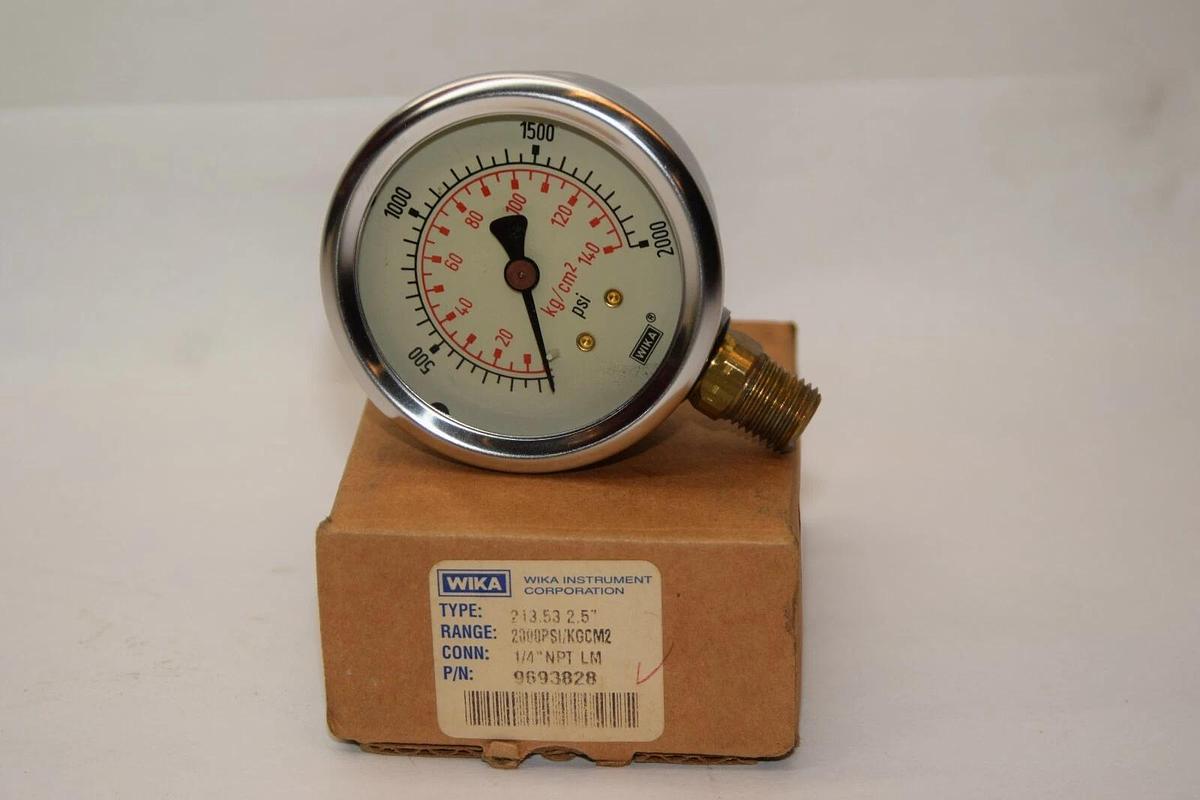 1500
1000
2000
500
100
80
120
60
140
40
20
kg/cm²
psi
WIKA ®
WIKA
WIKA INSTRUMENT
CORPORATION
TYPE: 213.53 2.5"
RANGE: 2000PSI/KGCM2
CONN: 1/4" NPT LM
P/N: 9693828